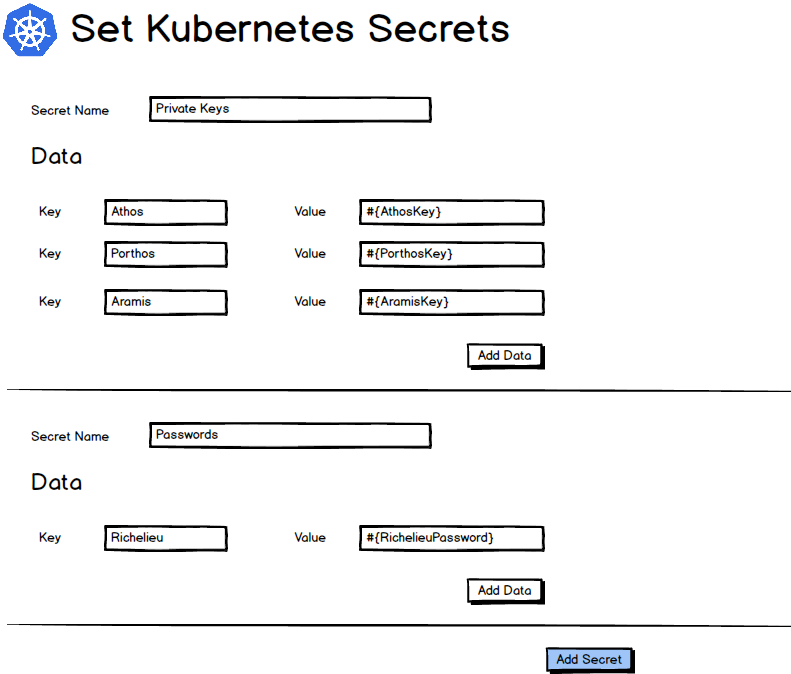 Set Kubernetes Secrets
Secret Name Private Keys
Data
Key Athos Value #{AthosKey}
Key Porthos Value #{PorthosKey}
Key Aramis Value #{AramisKey}
Add Data
Secret Name Passwords
Data
Key Richelieu Value #{RichelieuPassword}
Add Data
Add Secret